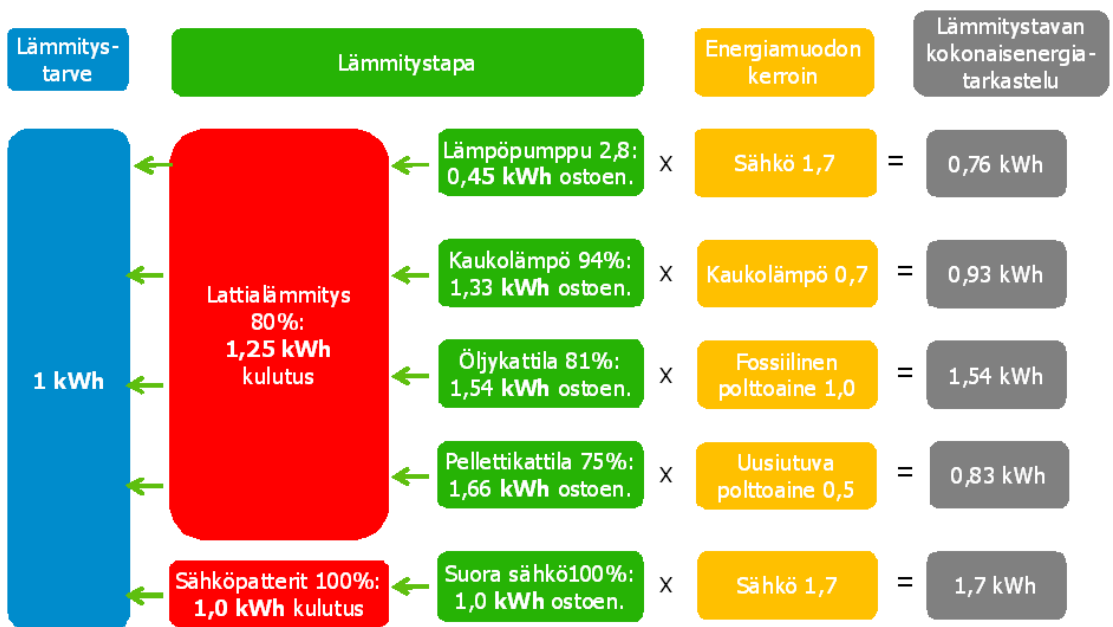 Lämmitys-
tarve
Lämmitystapa
Energiamuodon
kerroin
Lämmitystavan
kokonaisenergia-
tarkastelu
1 kWh
Lattialämmitys
80%:
1,25 kWh
kulutus
Lämpöpumppu 2,8:
0,45 kWh ostoen.
x
Sähkö 1,7
=
0,76 kWh
Kaukolämpö 94%:
1,33 kWh ostoen.
x
Kaukolämpö 0,7
=
0,93 kWh
Öljykattila 81%:
1,54 kWh ostoen.
x
Fossiilinen
polttoaine 1,0
=
1,54 kWh
Pellettikattila 75%:
1,66 kWh ostoen.
x
Uusiutuva
polttoaine 0,5
=
0,83 kWh
Sähköpatterit 100%:
1,0 kWh kulutus
Suora sähkö100%:
1,0 kWh ostoen.
x
Sähkö 1,7
=
1,7 kWh